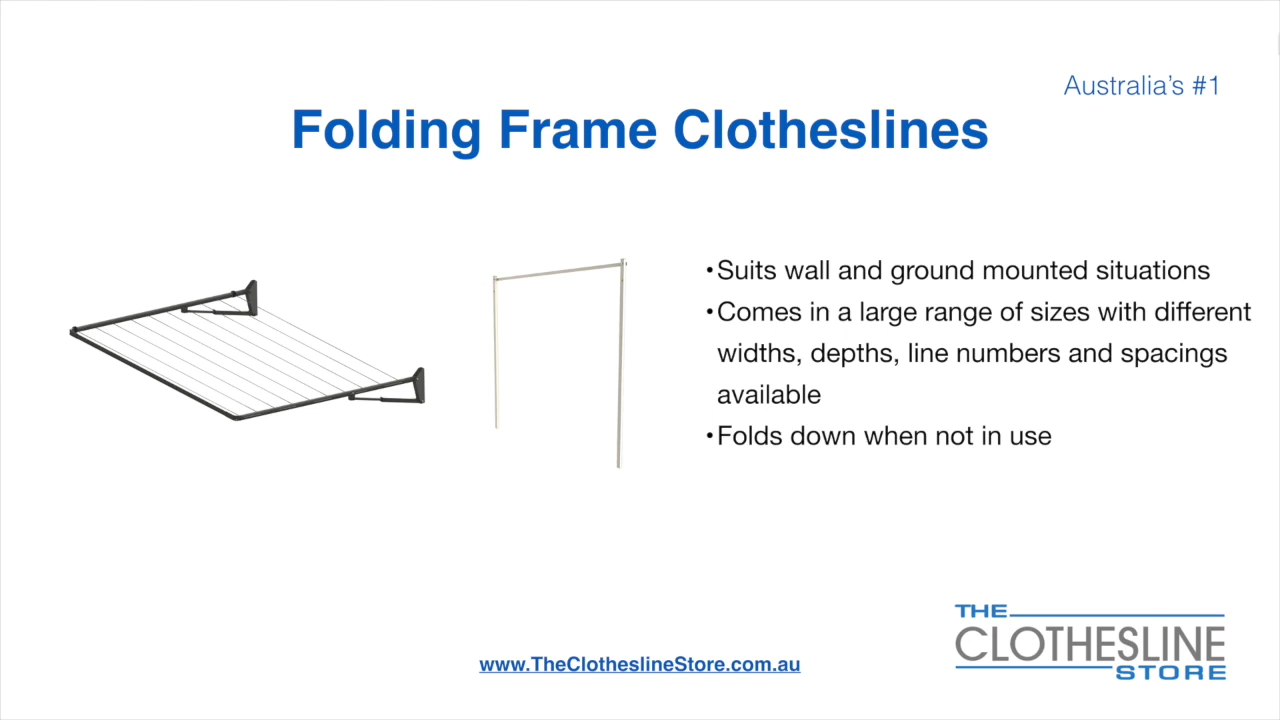 Australia's #1
Folding Frame Clotheslines
•Suits wall and ground mounted situations
•Comes in a large range of sizes with different
widths, depths, line numbers and spacings
available
•Folds down when not in use
THE
CLOTHESLINE
STORE
www.TheClotheslineStore.com.au